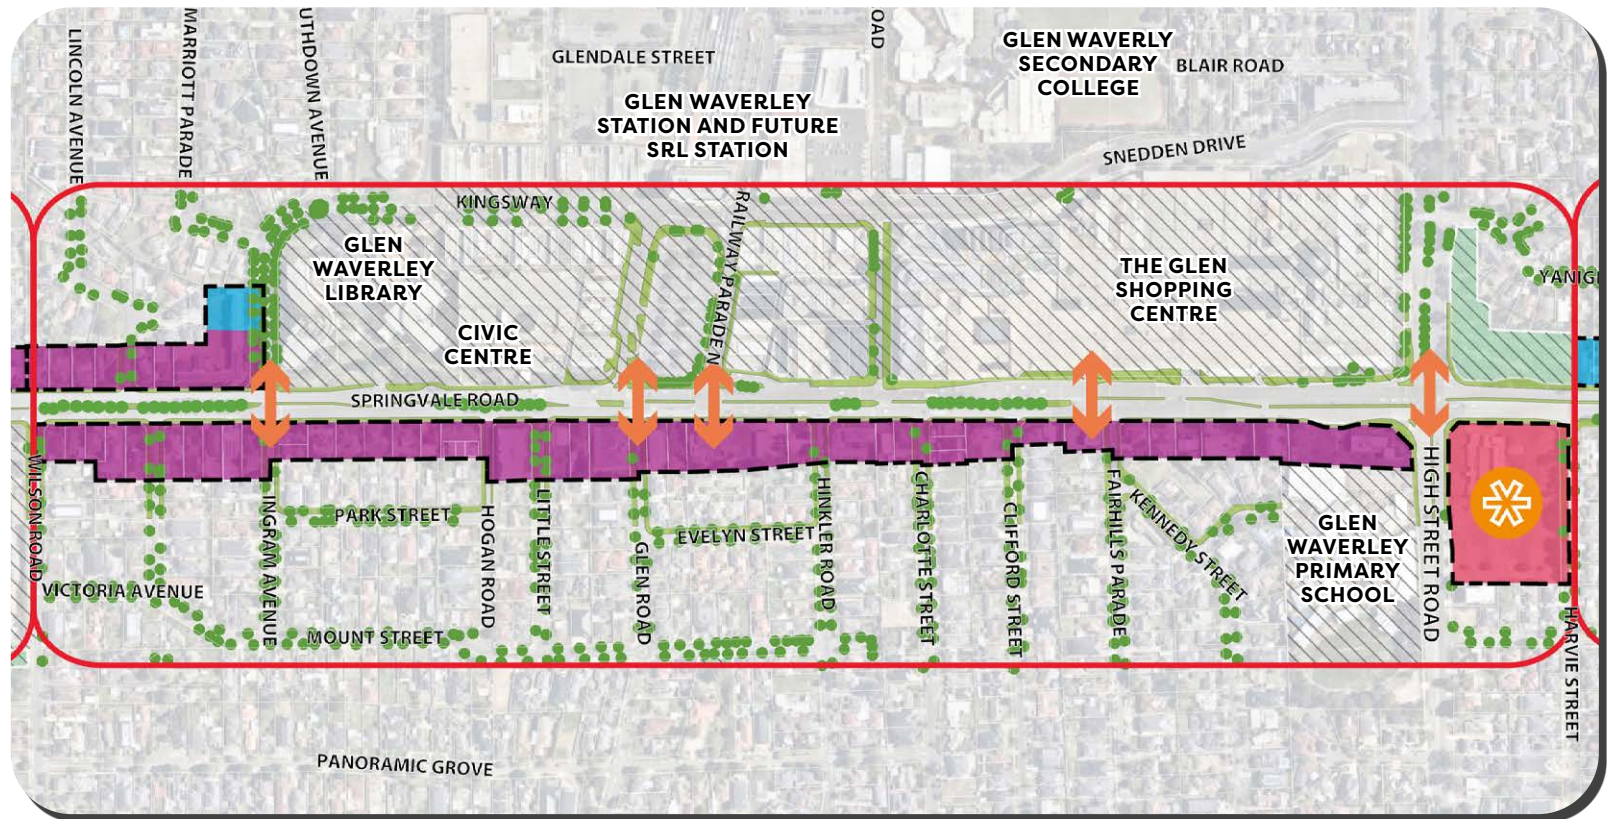 LINCOLN AVENUE
MARRIOTT PARADE
UTHDOWN AVENUE
GLENDALE STREET
OAD
GLEN WAVERLY
SECONDARY
COLLEGE
BLAIR ROAD
GLEN WAVERLEY
STATION AND FUTURE
SRL STATION
SNEDDEN DRIVE
KINGSWAY
RAILWAY PARADE N
GLEN
WAVERLEY
LIBRARY
CIVIC
CENTRE
THE GLEN
SHOPPING
CENTRE
YANIGI
SPRINGVALE ROAD
WILSON ROAD
VICTORIA AVENUE
INGRAM AVENUE
PARK STREET
MOUNT STREET
HOGAN ROAD
LITTLE STREET
GLEN ROAD
EVELYN STREET
HINKLER ROAD
CHARLOTTE STREET
CLIFFORD STREET
FAIRHILLS PARADE
KENNEDY STREET
GLEN
WAVERLEY
PRIMARY
SCHOOL
HIGH STREET ROAD
HARVIE STREET
PANORAMIC GROVE